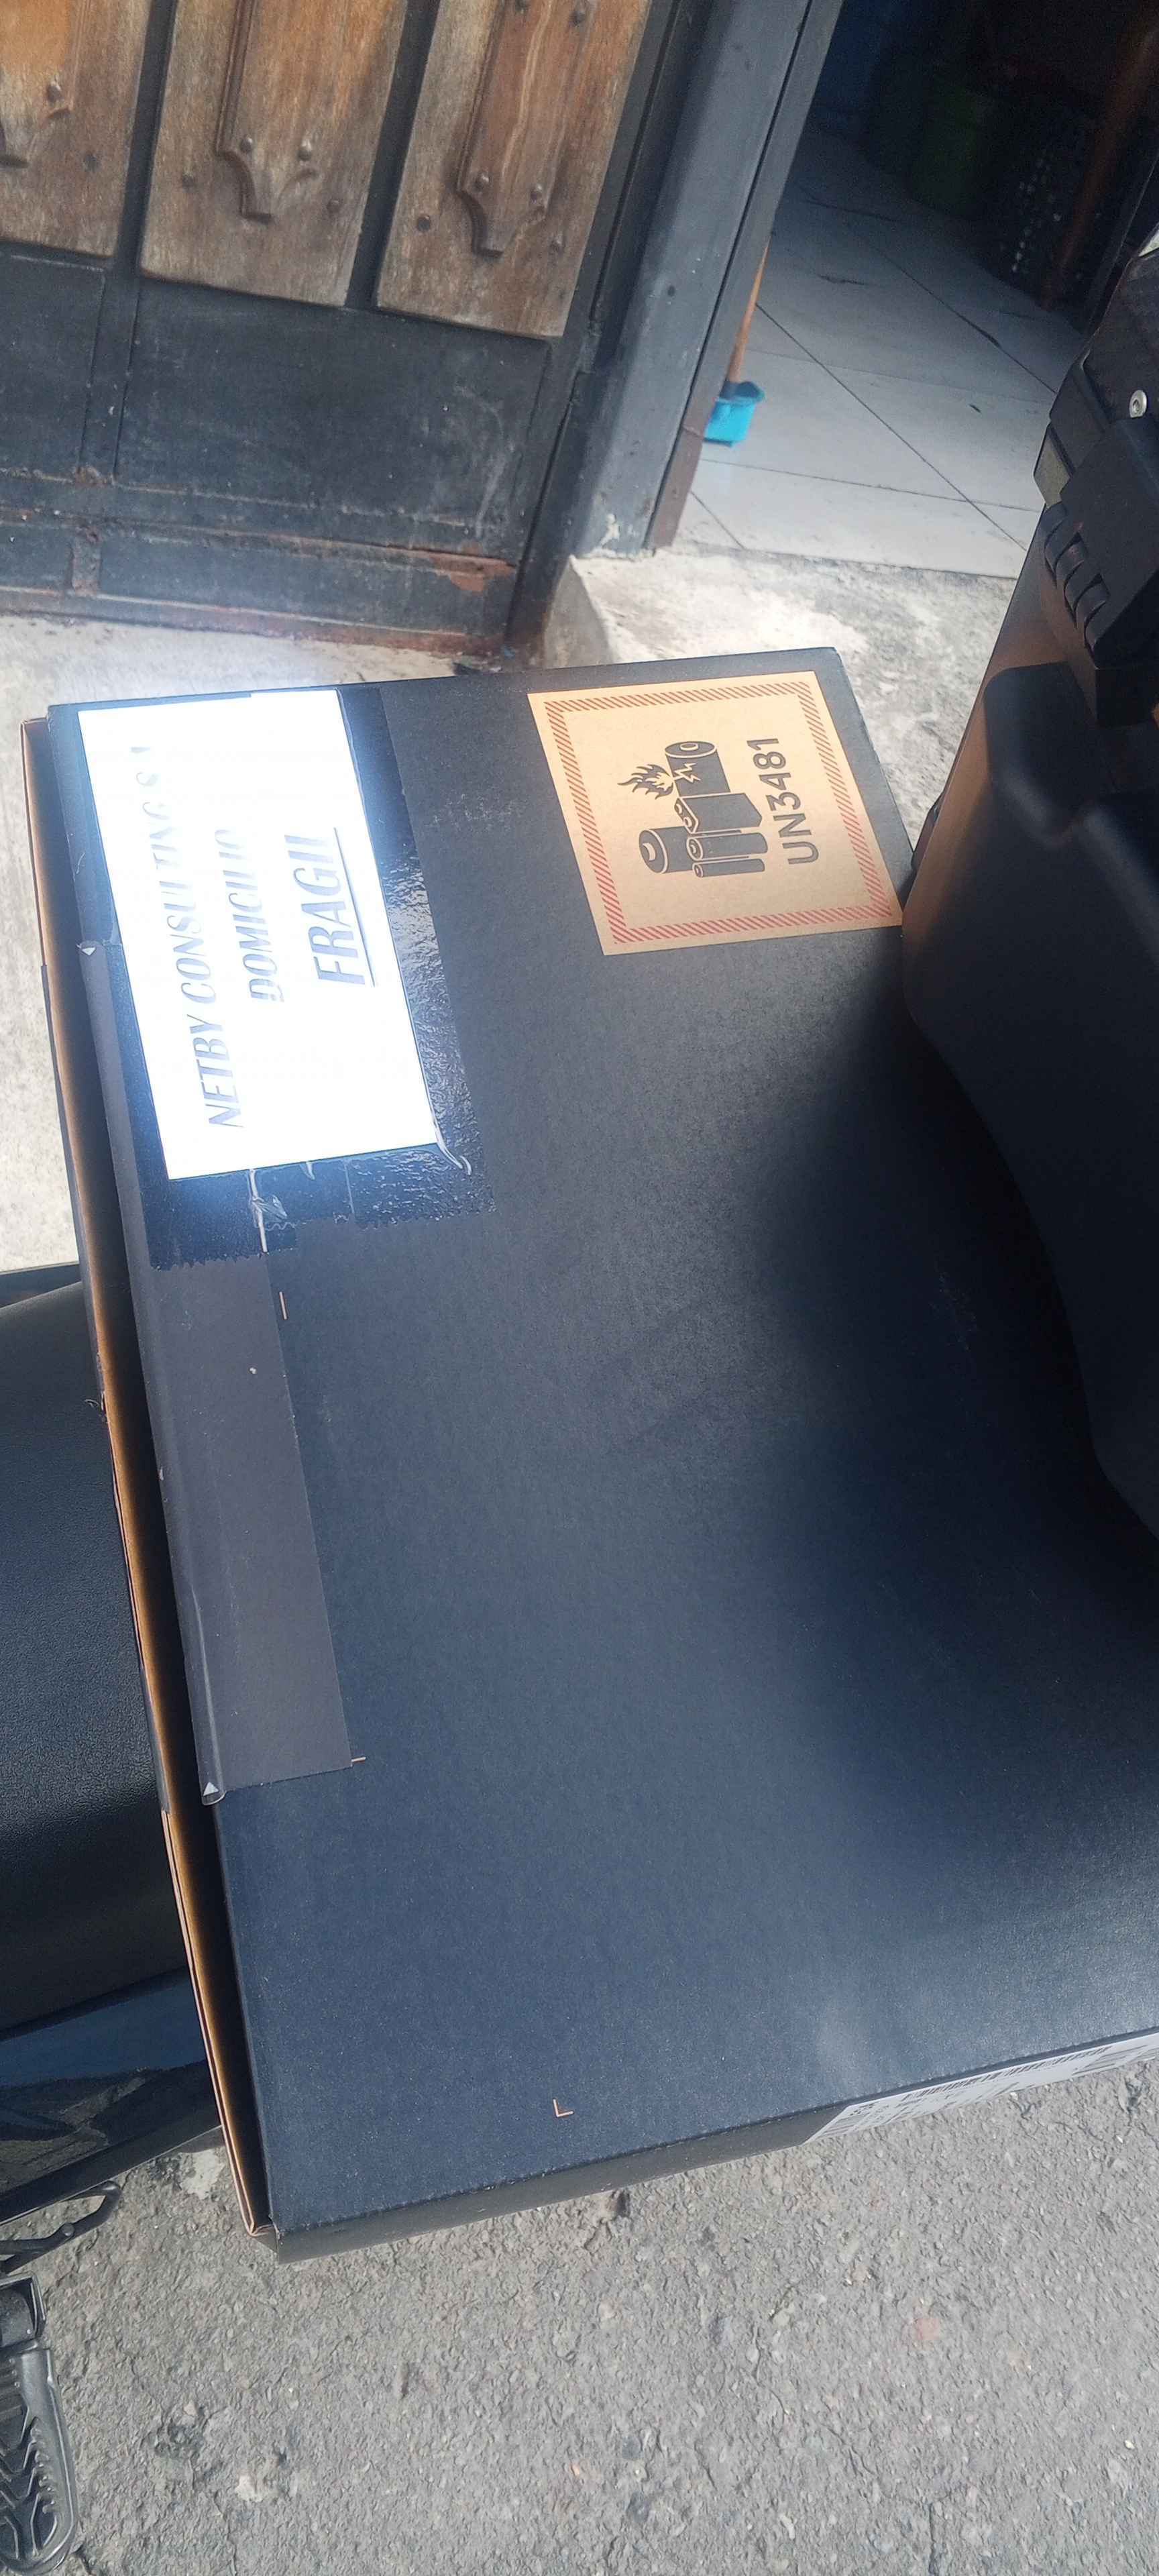 NETBY CONSULTING S.A
DOMICILIO
FRAGIL
UN3481